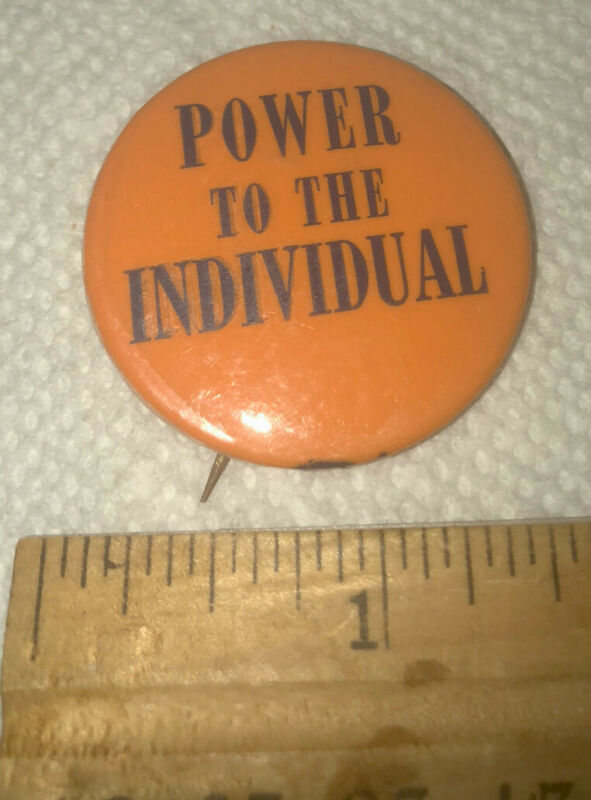 POWER
TO THE
INDIVIDUAL
1